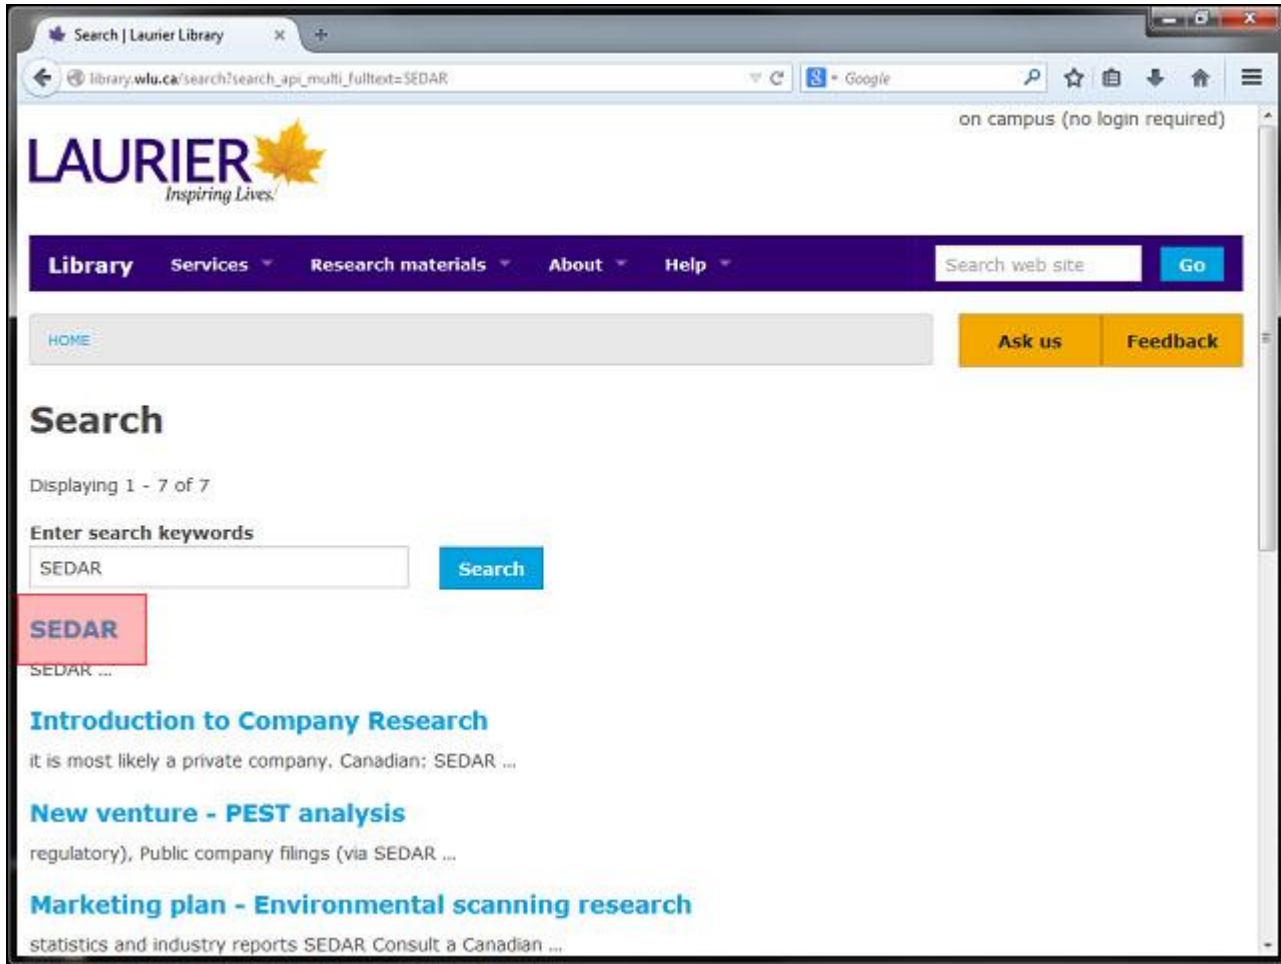 Search | Laurier Library
library.wlu.ca/search?search_api_multi_fulltext=SEDAR
Google
on campus (no login required)
LAURIER
Inspiring Lives.
Library Services Research materials About Help
Search web site Go
HOME
Ask us Feedback
Search
Displaying 1 - 7 of 7
Enter search keywords
SEDAR Search
SEDAR
SEDAR ...
Introduction to Company Research
it is most likely a private company. Canadian: SEDAR ...
New venture - PEST analysis
regulatory), Public company filings (via SEDAR ...
Marketing plan - Environmental scanning research
statistics and industry reports SEDAR Consult a Canadian ...